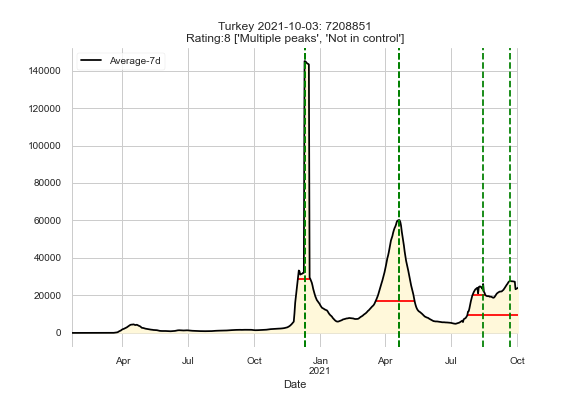 Turkey 2021-10-03: 7208851
Rating:8 ['Multiple peaks', 'Not in control']
Average-7d
140000
120000
100000
80000
60000
40000
20000
0
Apr Jul Oct Jan Apr Jul Oct
2021
Date